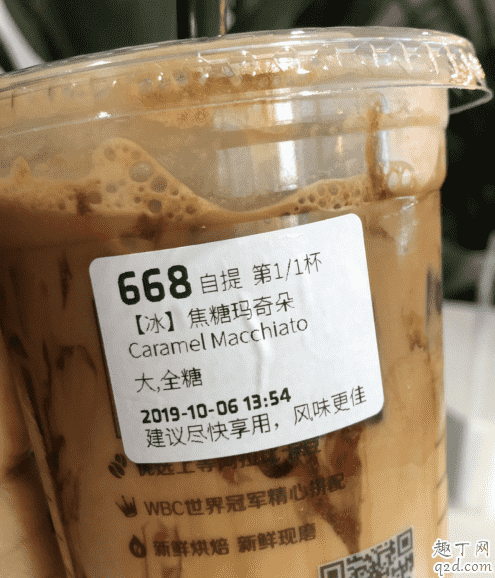 668 自提 第1/1杯
【冰】焦糖玛奇朵
Caramel Macchiato
大,全糖
2019-10-06 13:54
建议尽快享用，风味更佳
WBC世界冠军精心拼配
新鲜烘焙 新鲜现磨
趣丁网
q2d.com